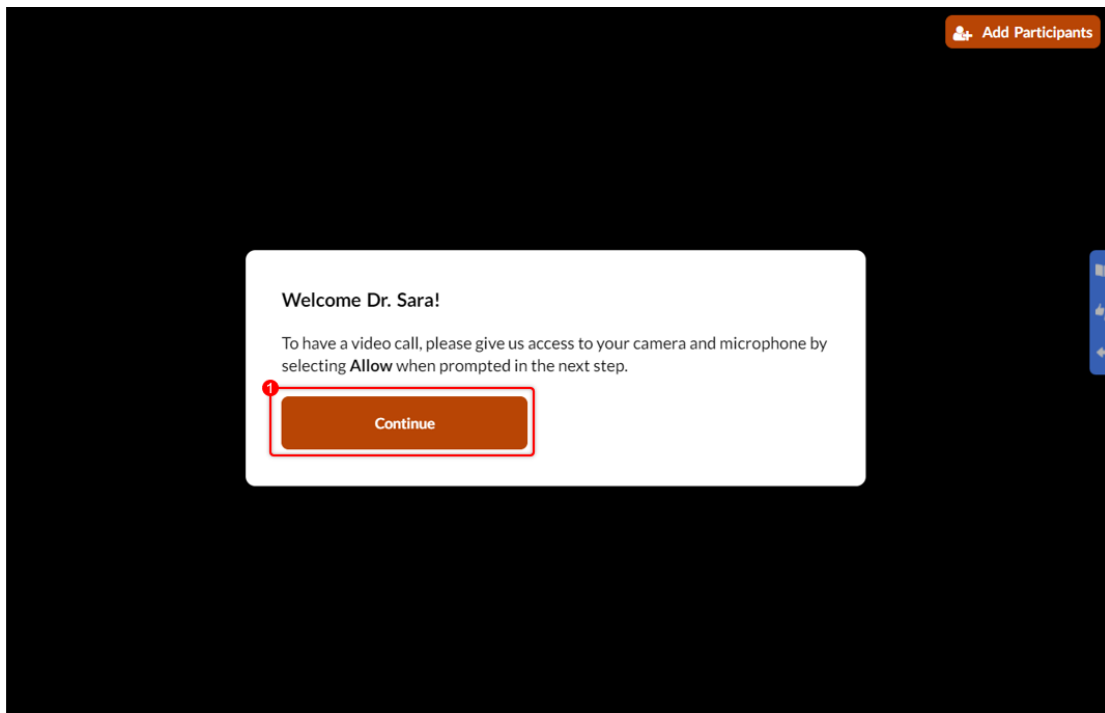 Add Participants
Welcome Dr. Sara!
To have a video call, please give us access to your camera and microphone by
selecting Allow when prompted in the next step.
1
Continue